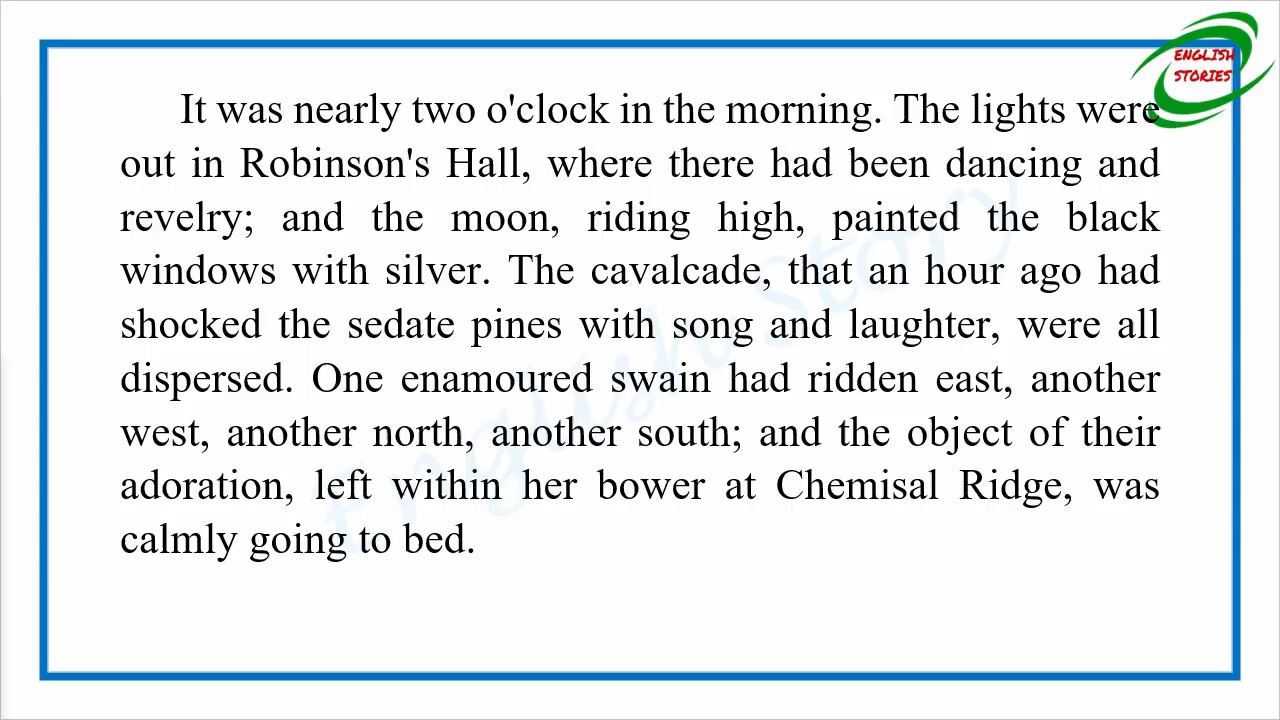 ENGLISH
STORIES
It was nearly two o'clock in the morning. The lights were
out in Robinson's Hall, where there had been dancing and
revelry; and the moon, riding high, painted the black
windows with silver. The cavalcade, that an hour ago had
shocked the sedate pines with song and laughter, were all
dispersed. One enamoured swain had ridden east, another
west, another north, another south; and the object of their
adoration, left within her bower at Chemisal Ridge, was
calmly going to bed.
English Story